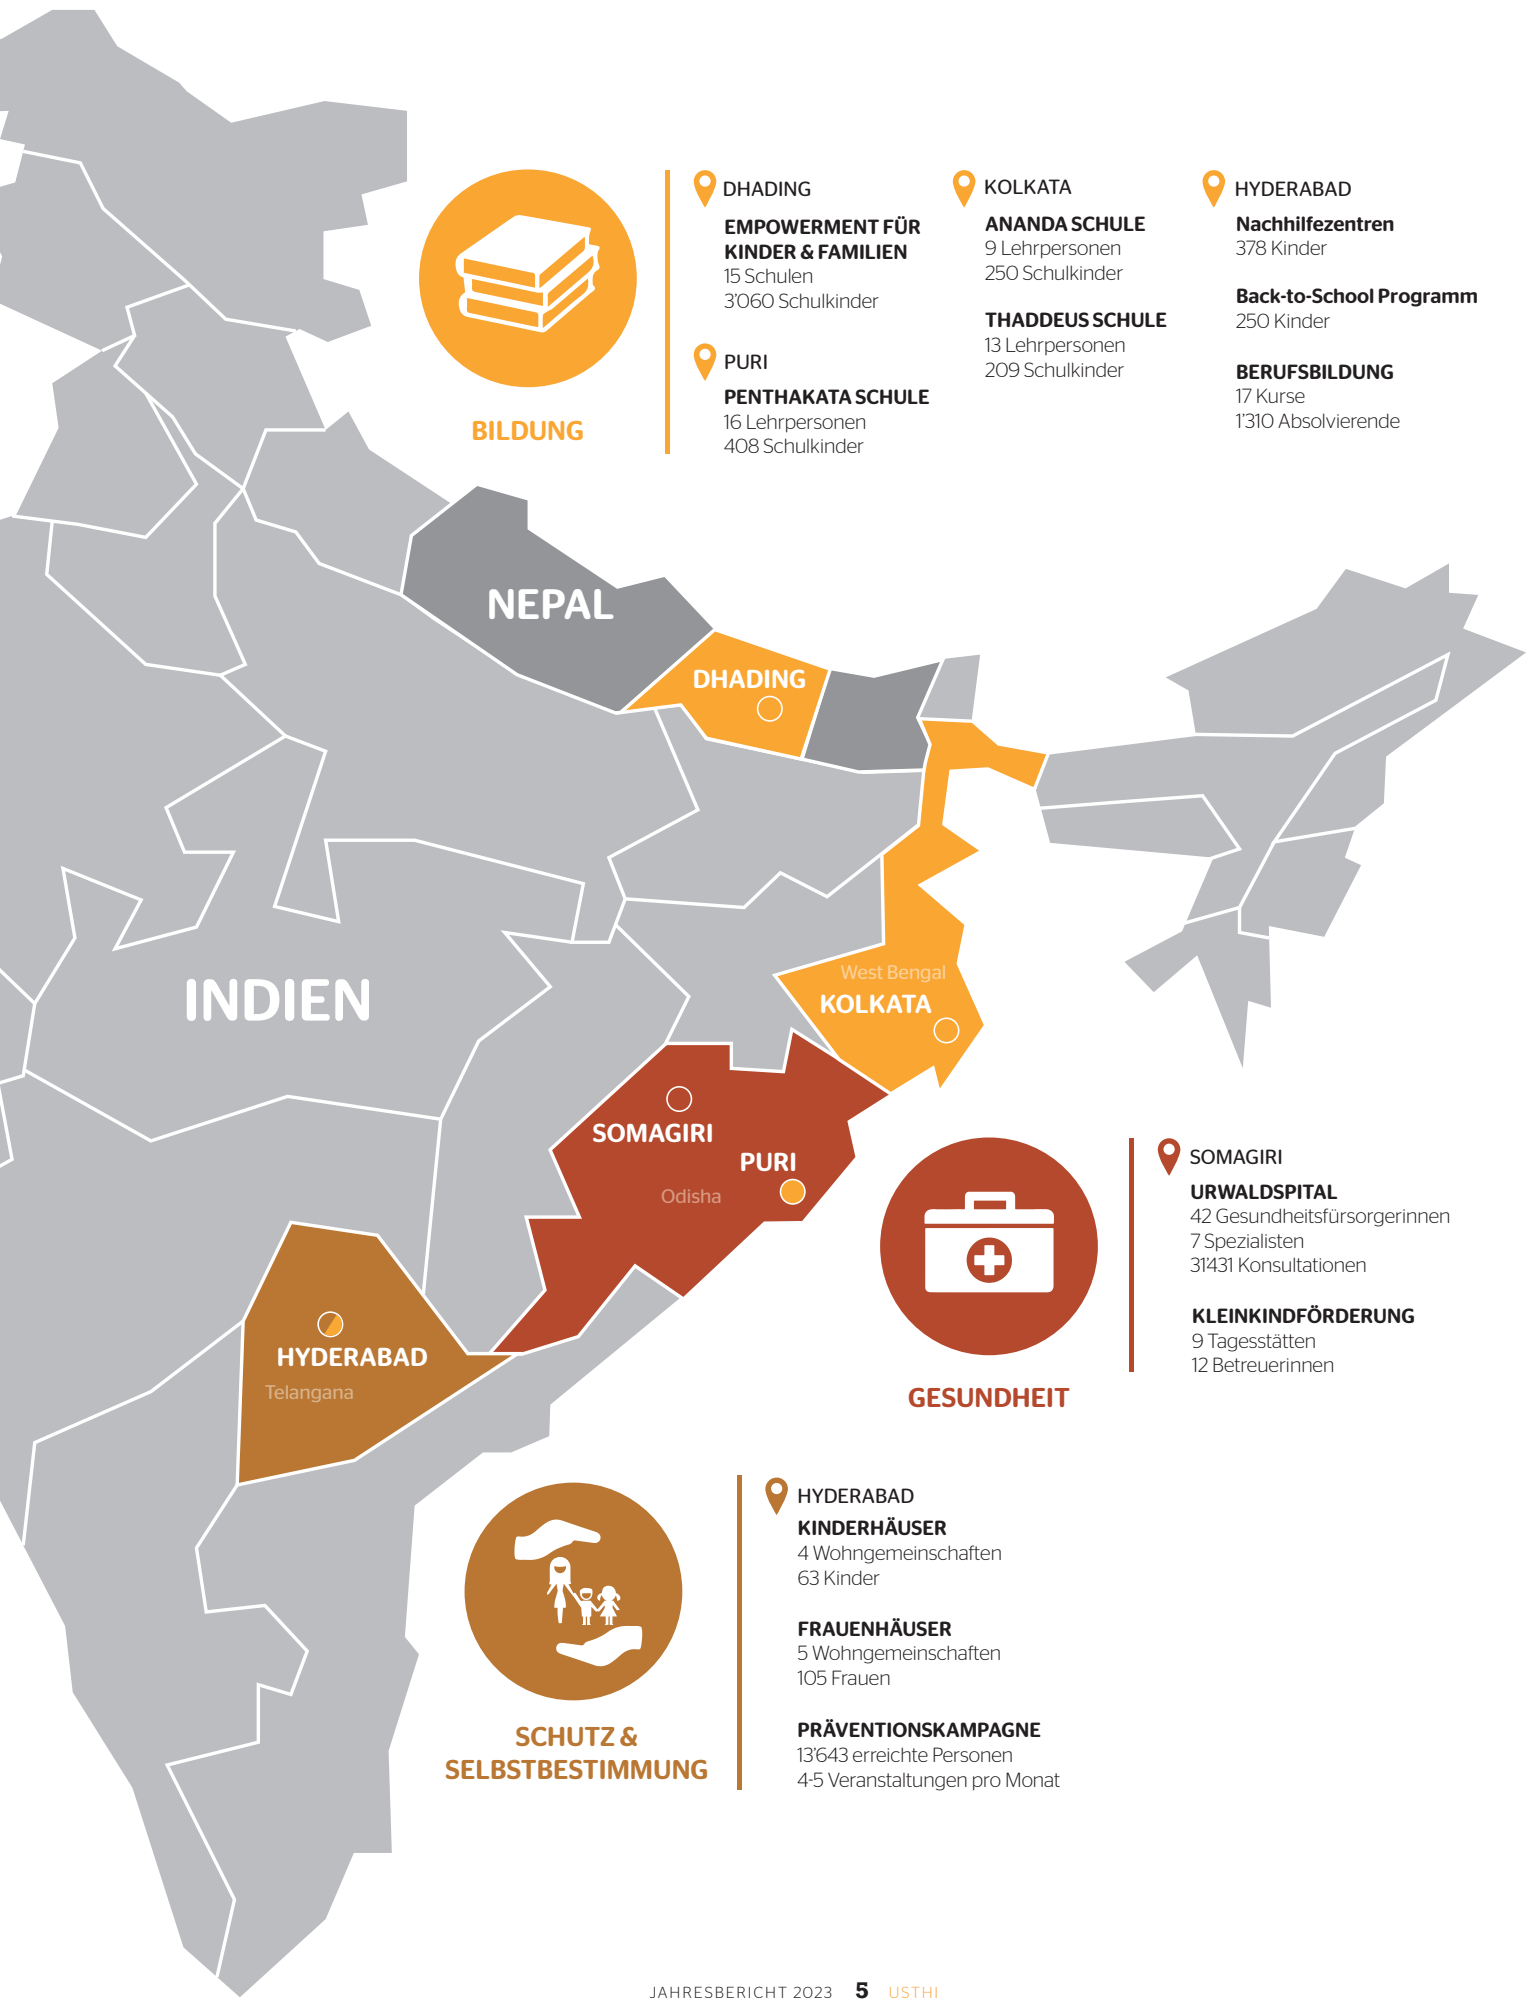 DHADING
EMPOWERMENT FÜR
KINDER & FAMILIEN
15 Schulen
3'060 Schulkinder
PURI
PENTHAKATA SCHULE
16 Lehrpersonen
408 Schulkinder
KOLKATA
ANANDA SCHULE
9 Lehrpersonen
250 Schulkinder
THADDEUS SCHULE
13 Lehrpersonen
209 Schulkinder
HYDERABAD
Nachhilfezentren
378 Kinder
Back-to-School Programm
250 Kinder
BERUFSBILDUNG
17 Kurse
1'310 Absolvierende
BILDUNG
NEPAL
DHADING
INDIEN
West Bengal
KOLKATA
SOMAGIRI
PURI
Odisha
HYDERABAD
Telangana
SOMAGIRI
URWALDSPITAL
42 Gesundheitsfürsorgerinnen
7 Spezialisten
31'431 Konsultationen
KLEINKINDFÖRDERUNG
9 Tagesstätten
12 Betreuerinnen
GESUNDHEIT
HYDERABAD
KINDERHÄUSER
4 Wohngemeinschaften
63 Kinder
FRAUENHÄUSER
5 Wohngemeinschaften
105 Frauen
PRÄVENTIONSKAMPAGNE
13'643 erreichte Personen
4-5 Veranstaltungen pro Monat
SCHUTZ &
SELBSTBESTIMMUNG
JAHRESBERICHT 2023 5 USTHI